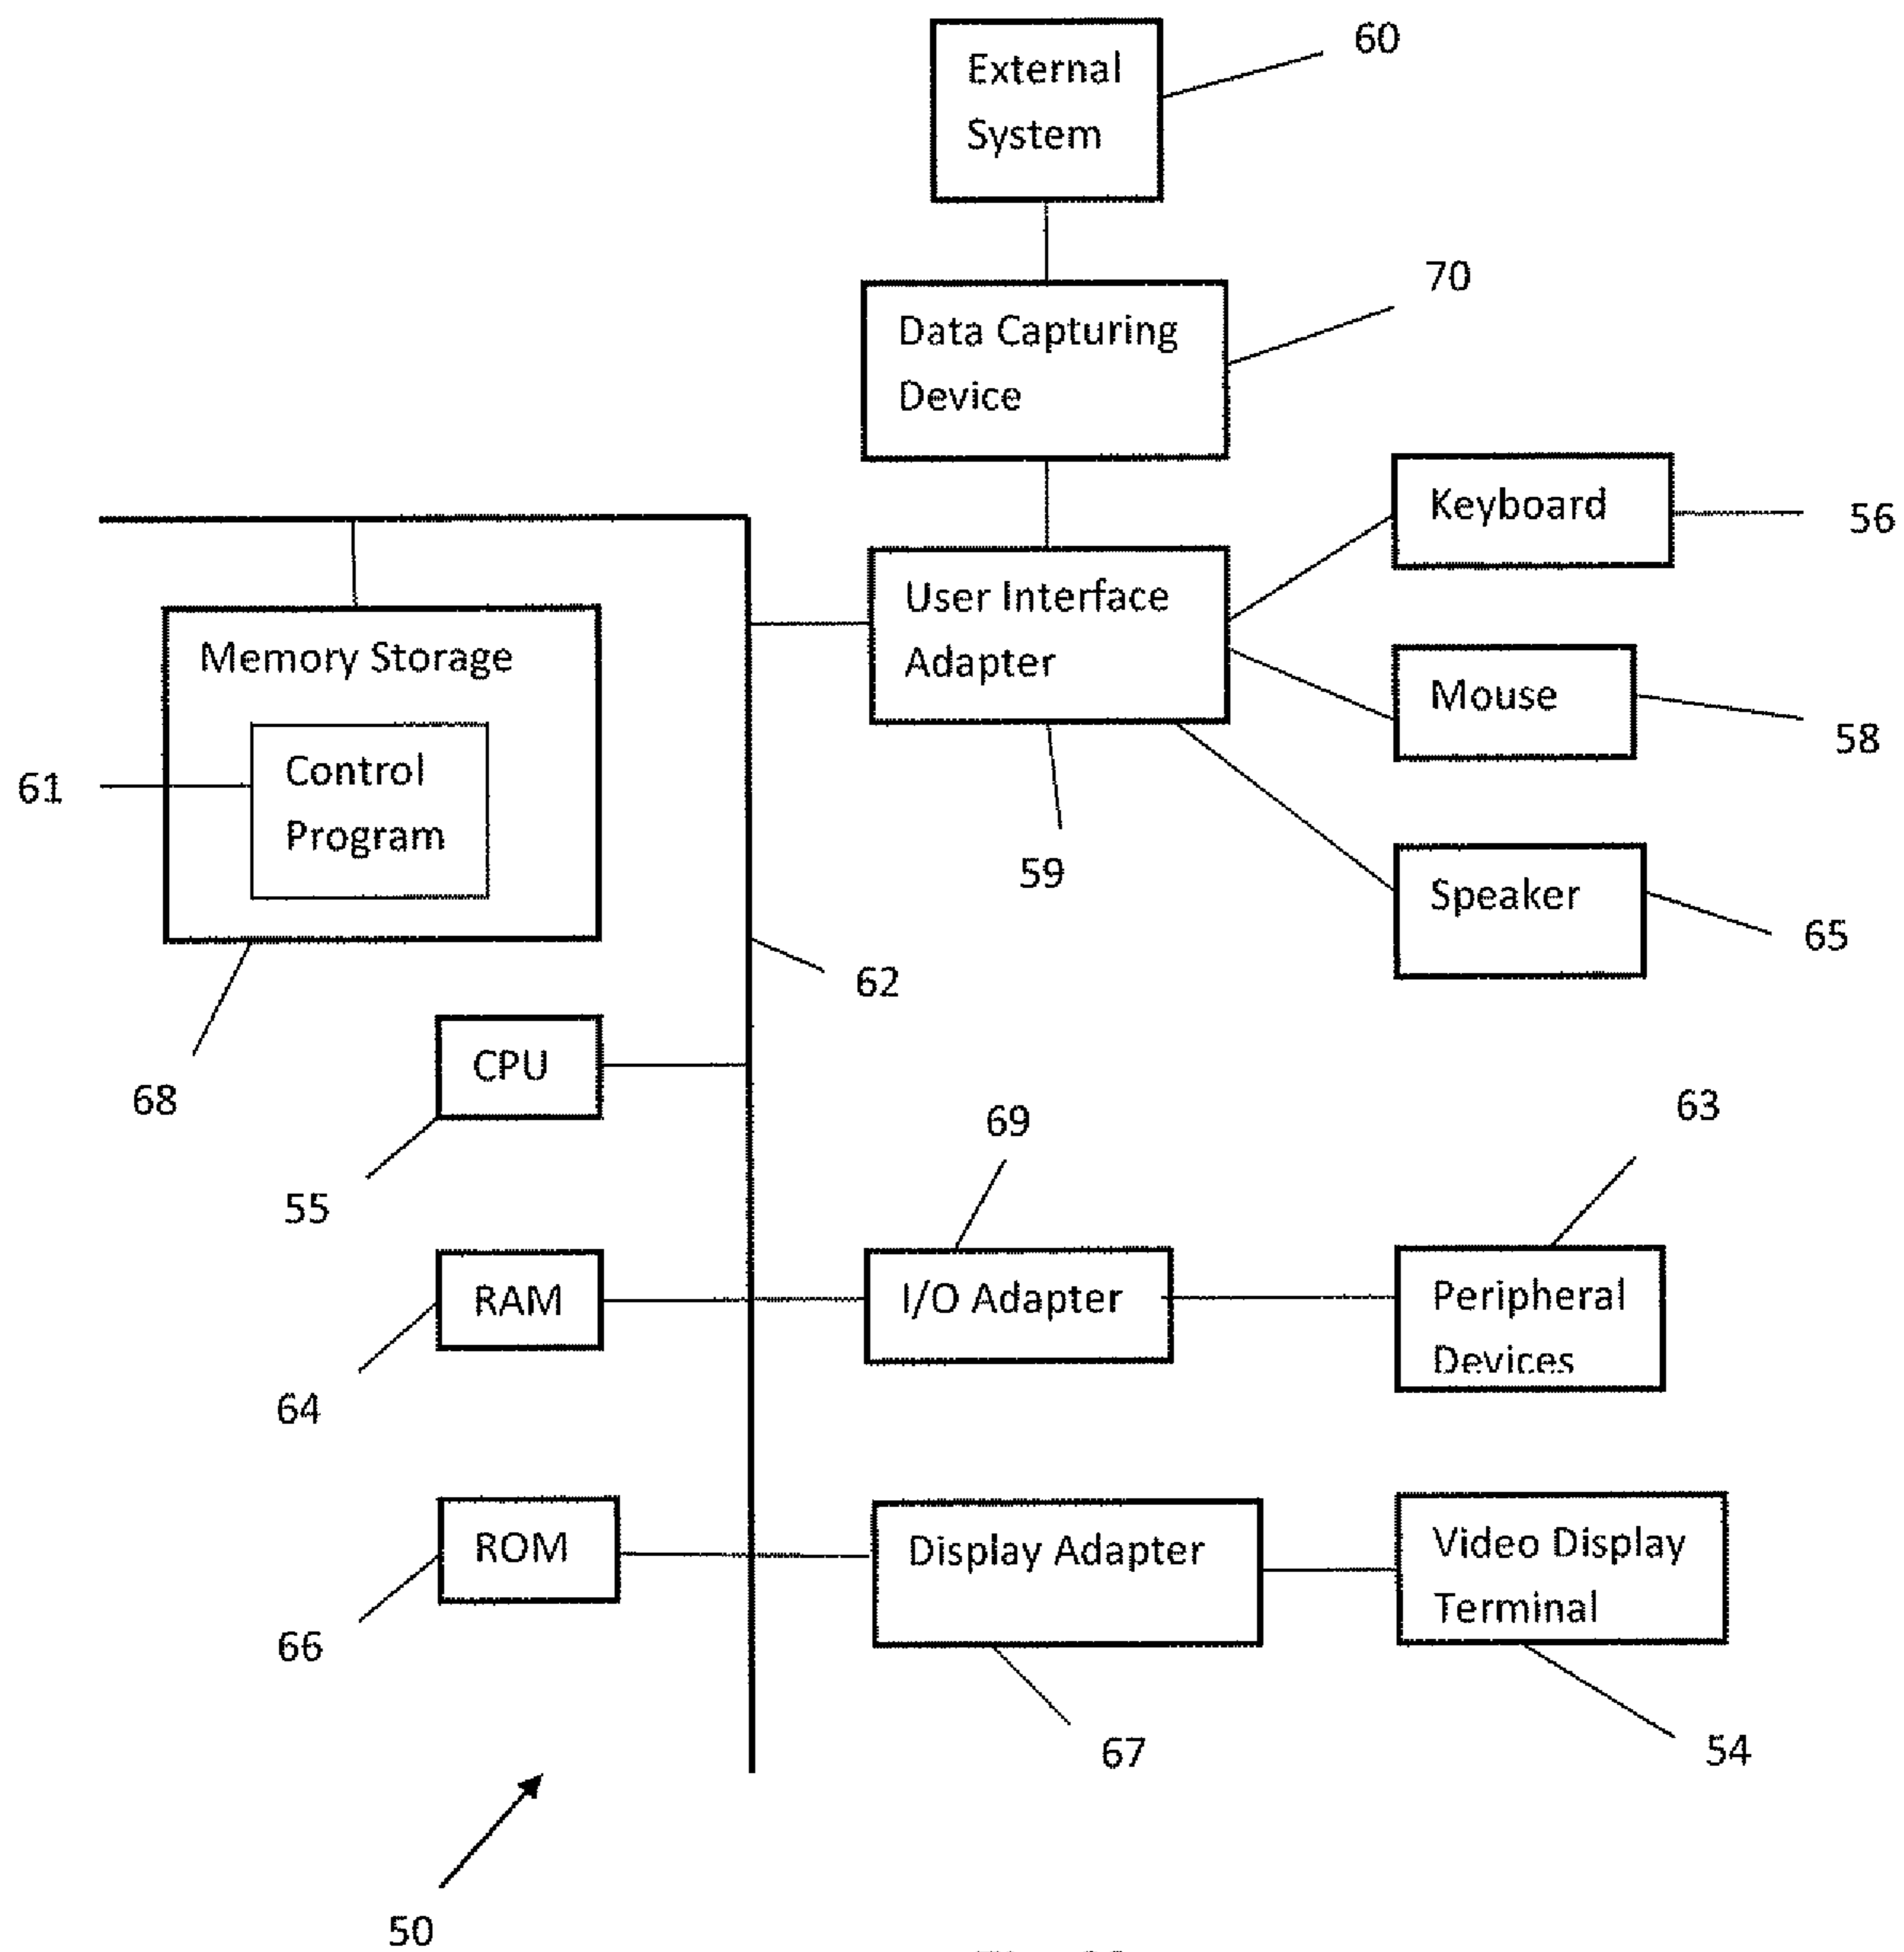 External
System
60
Data Capturing
Device
70
Keyboard
56
User Interface
Adapter
59
Mouse
58
Speaker
65
Memory Storage
Control
Program
61
68
62
CPU
55
69
63
RAM
64
I/O Adapter
Peripheral
Devices
ROM
66
Display Adapter
67
Video Display
Terminal
54
50